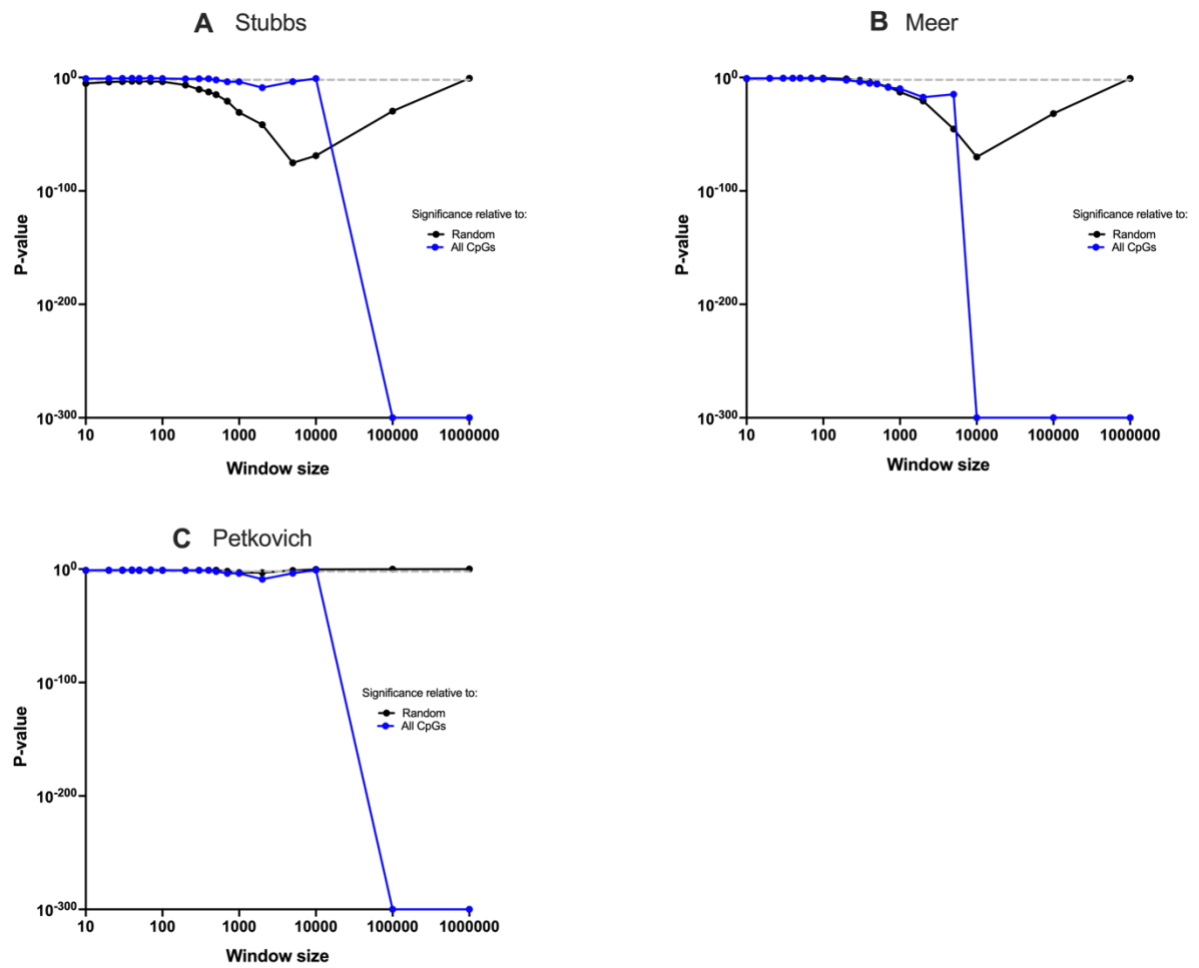 A Stubbs
10^0
10^-100
10^-200
10^-300
P-value
10 100 1000 10000 100000 1000000
Window size
Significance relative to:
Random
All CpGs
B Meer
10^0
10^-100
10^-200
10^-300
P-value
10 100 1000 10000 100000 1000000
Window size
Significance relative to:
Random
All CpGs
C Petkovich
10^0
10^-100
10^-200
10^-300
P-value
10 100 1000 10000 100000 1000000
Window size
Significance relative to:
Random
All CpGs